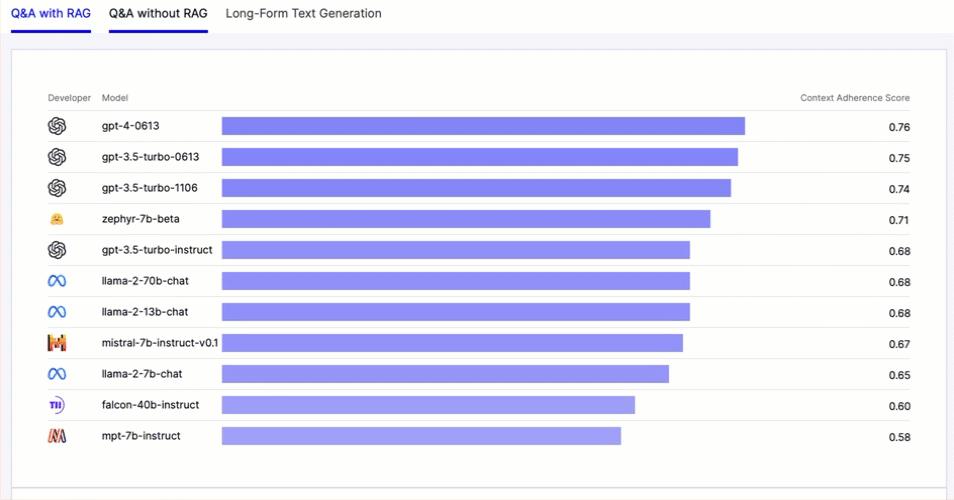 Q&A with RAG Q&A without RAG Long-Form Text Generation
Developer Model Context Adherence Score
gpt-4-0613 0.76
gpt-3.5-turbo-0613 0.75
gpt-3.5-turbo-1106 0.74
zephyr-7b-beta 0.71
gpt-3.5-turbo-instruct 0.68
llama-2-70b-chat 0.68
llama-2-13b-chat 0.68
mistral-7b-instruct-v0.1 0.67
llama-2-7b-chat 0.65
TII falcon-40b-instruct 0.60
mpt-7b-instruct 0.58